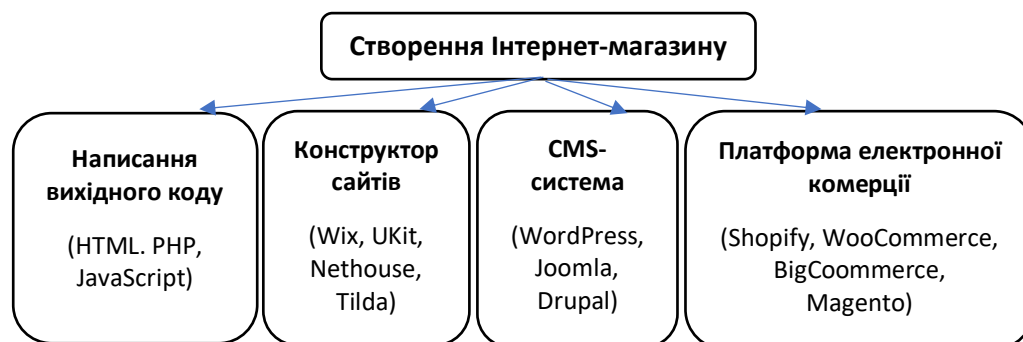 Створення Інтернет-магазину
Написання
вихідного коду
(HTML. PHP,
JavaScript)
Конструктор
сайтів
(Wix, UKit,
Nethouse,
Tilda)
CMS-
система
(WordPress,
Joomla,
Drupal)
Платформа електронної
комерції
(Shopify, WooCommerce,
BigCoommerce,
Magento)